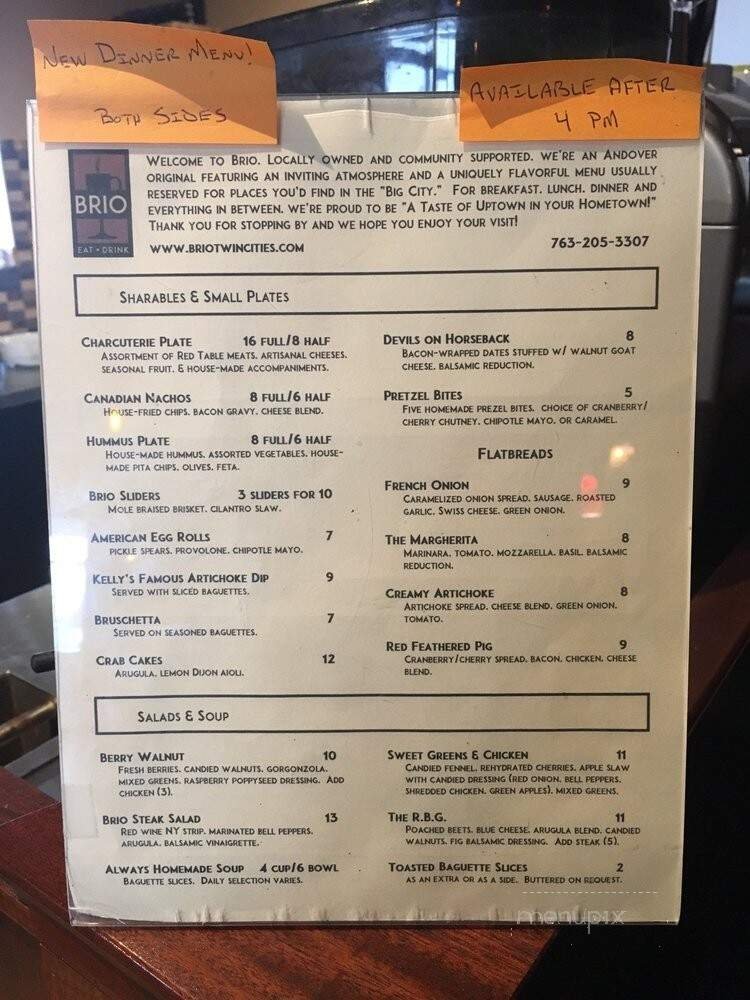 New Dinner Menu!
Both Sides
Available After
4 PM
BRIO
EAT • DRINK
Welcome to Brio. Locally owned and community supported. We're an Andover
original featuring an inviting atmosphere and a uniquely flavorful menu usually
reserved for places you'd find in the "Big City." For breakfast, lunch, dinner and
everything in between, we're proud to be "A Taste of Uptown in your Hometown!"
Thank you for stopping by and we hope you enjoy your visit!
www.briotwincities.com 763-205-3307
Sharables & Small Plates
Charcuterie Plate 16 full/8 half
Assortment of Red Table meats, artisanal cheeses,
seasonal fruit, & house-made accompaniments.
Canadian Nachos 8 full/6 half
House-fried chips, bacon gravy, cheese blend.
Hummus Plate 8 full/6 half
House-made hummus, assorted vegetables, house-
made pita chips, olives, feta.
Brio Sliders 3 sliders for 10
Mole braised brisket, cilantro slaw.
American Egg Rolls 7
pickle spears, provolone, chipotle mayo.
Kelly's Famous Artichoke Dip 9
Served with sliced baguettes.
Bruschetta 7
Served on seasoned baguettes.
Crab Cakes 12
Arugula, lemon Dijon aioli.
Devils on Horseback 8
Bacon-wrapped dates stuffed w/ walnut goat
cheese, balsamic reduction.
Pretzel Bites 5
Five homemade prezel bites. Choice of cranberry/
cherry chutney, chipotle mayo, or caramel.
Flatbreads
French Onion 9
Caramelized onion spread, sausage, roasted
garlic, Swiss cheese, green onion.
The Margherita 8
Marinara, tomato, mozzarella, basil, balsamic
reduction.
Creamy Artichoke 8
Artichoke spread, cheese blend, green onion,
tomato.
Red Feathered Pig 9
Cranberry/cherry spread, bacon, chicken, cheese
blend.
Salads & Soup
Berry Walnut 10
Fresh berries, candied walnuts, gorgonzola,
mixed greens, raspberry poppyseed dressing. Add
chicken (3).
Brio Steak Salad 13
Red wine NY strip, marinated bell peppers,
arugula, balsamic vinaigrette.
Always Homemade Soup 4 cup/6 bowl
Baguette slices. Daily selection varies.
Sweet Greens & Chicken 11
Candied fennel, rehydrated cherries, apple slaw
with candied dressing (red onion, bell peppers,
shredded chicken, green apples), mixed greens.
The R.B.G. 11
Poached beets, blue cheese, arugula blend, candied
walnuts, fig balsamic dressing. Add steak (5).
Toasted Baguette Slices 2
as an extra or as a side. Buttered on request.
menupix